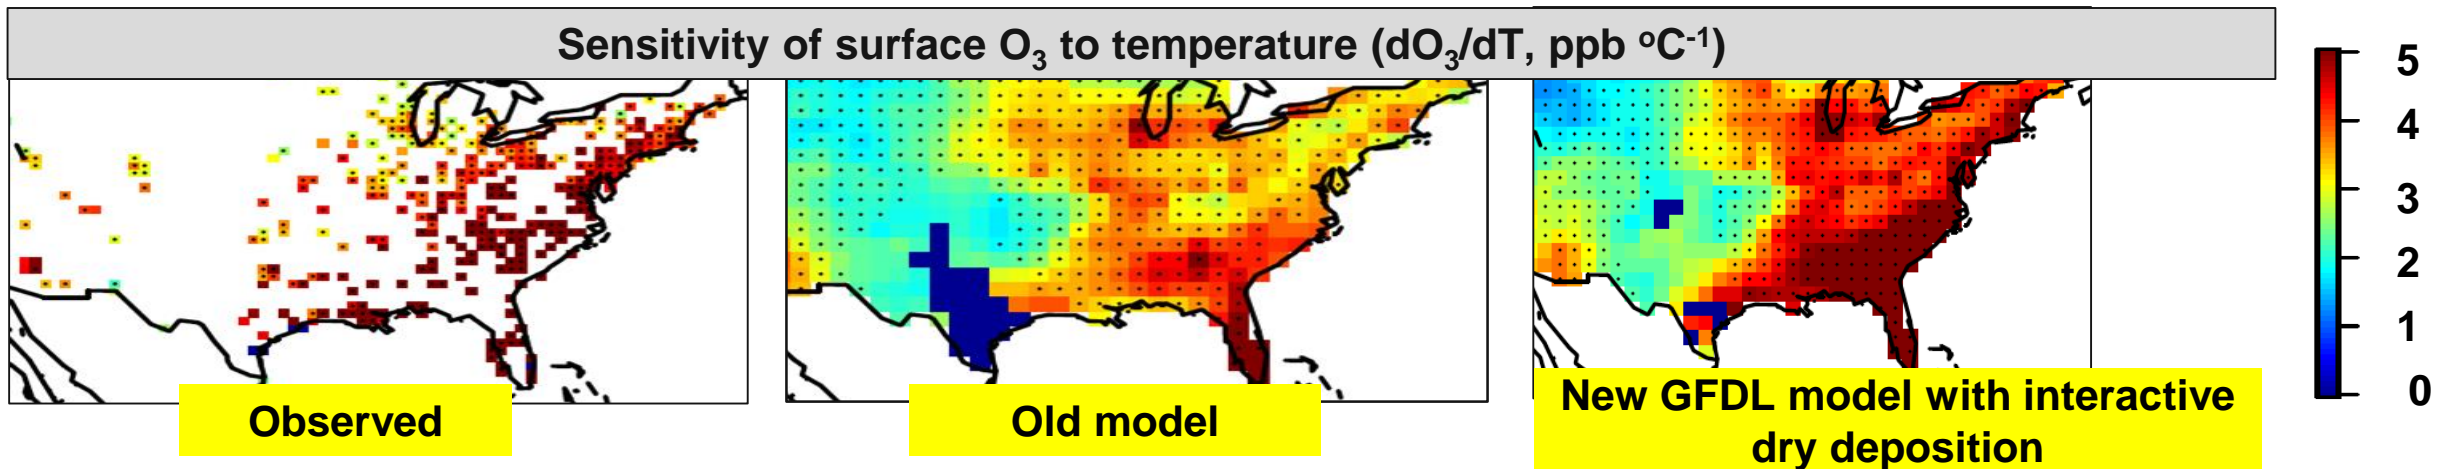 Sensitivity of surface O₃ to temperature (dO₃/dT, ppb ᵒC⁻¹)
5
4
3
2
1
0
Observed
Old model
New GFDL model with interactive
dry deposition